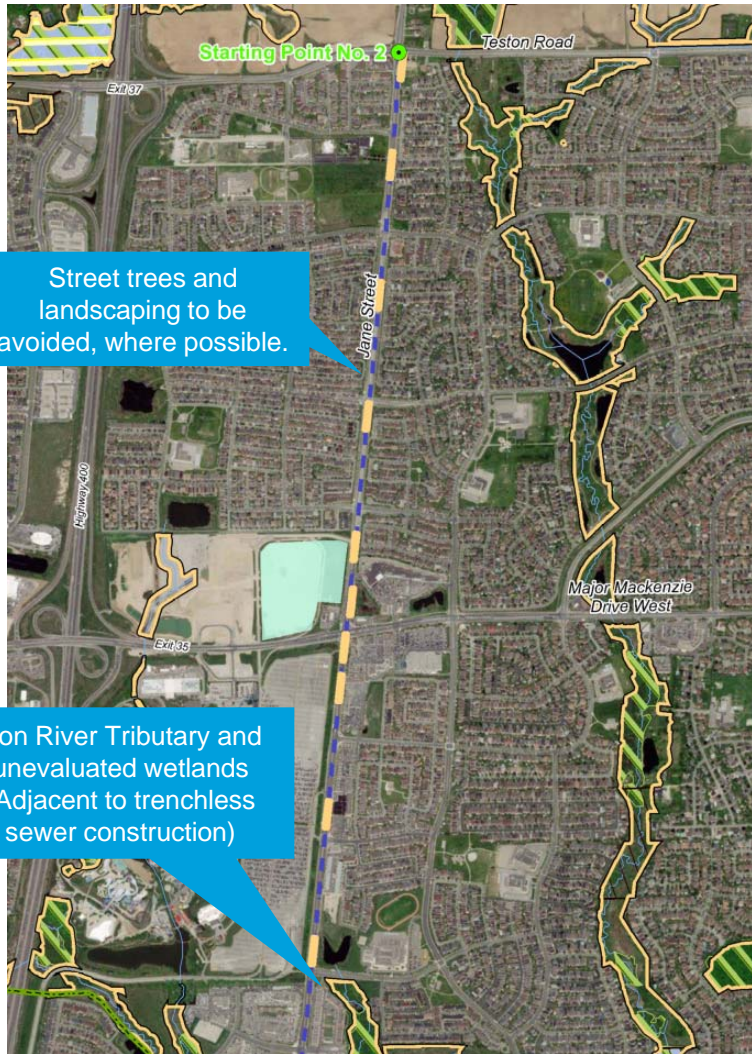 Starting Point No. 2
Teston Road
Exit 37
Street trees and
landscaping to be
avoided, where possible.
Jane Street
Highway 400
Major Mackenzie
Drive West
Exit 35
on River Tributary and
unevaluated wetlands
Adjacent to trenchless
sewer construction)